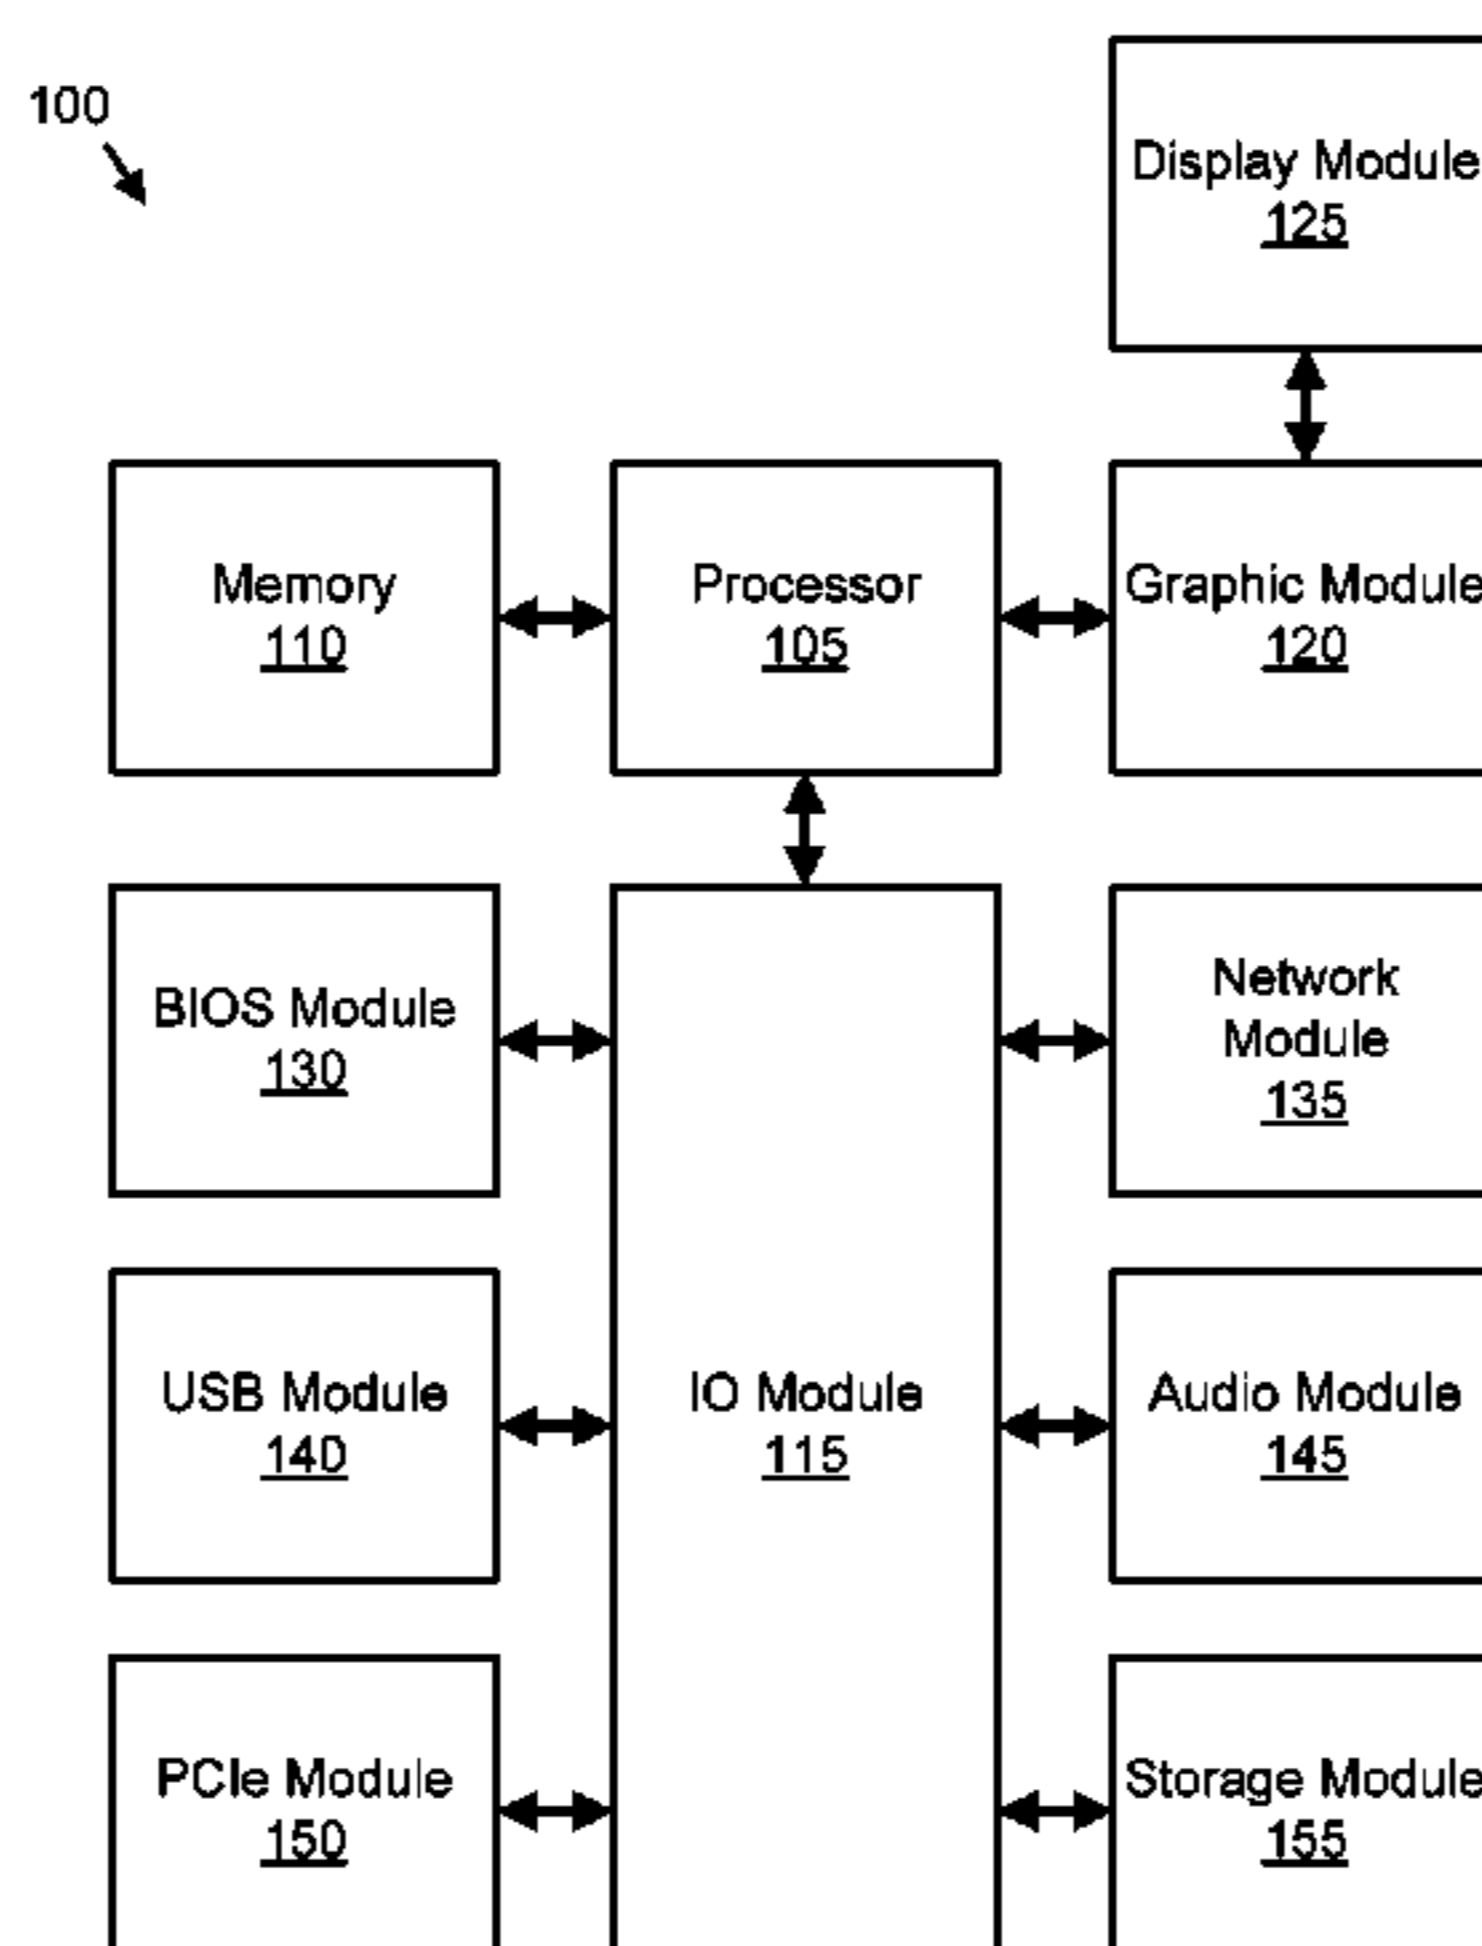 100
Display Module
125
Memory
110
Processor
105
Graphic Module
120
BIOS Module
130
Network
Module
135
USB Module
140
IO Module
115
Audio Module
145
PCIe Module
150
Storage Module
155